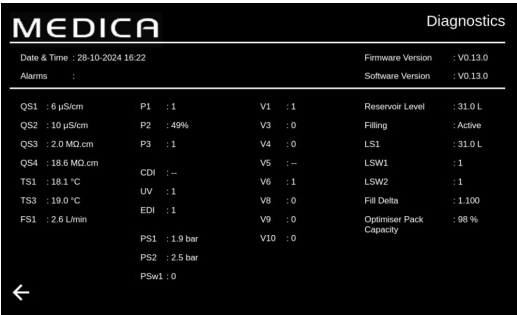 MEDICA
Diagnostics
Date & Time : 28-10-2024 16:22
Firmware Version : V0.13.0
Alarms :
Software Version : V0.13.0
QS1 : 6 µS/cm
QS2 : 10 µS/cm
QS3 : 2.0 MΩ.cm
QS4 : 18.6 MΩ.cm
TS1 : 18.1 °C
TS3 : 19.0 °C
FS1 : 2.6 L/min
P1 : 1
P2 : 49%
P3 : 1
CDI : --
UV : 1
EDI : 1
PS1 : 1.9 bar
PS2 : 2.5 bar
PSw1 : 0
V1 : 1
V3 : 0
V4 : 0
V5 : --
V6 : 1
V8 : 0
V9 : 0
V10 : 0
Reservoir Level : 31.0 L
Filling : Active
LS1 : 31.0 L
LSW1 : 1
LSW2 : 1
Fill Delta : 1.100
Optimiser Pack : 98 %
Capacity